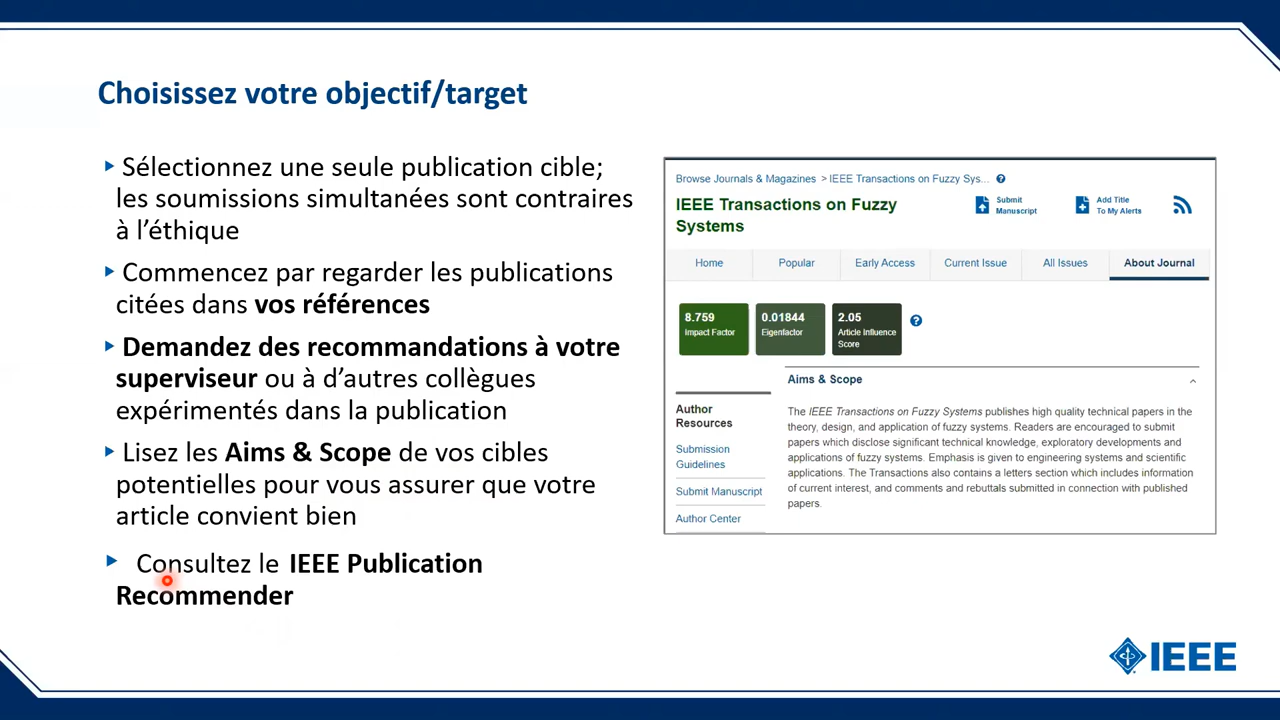 Choisissez votre objectif/target
Sélectionnez une seule publication cible;
les soumissions simultanées sont contraires
à l’éthique
Commencez par regarder les publications
citées dans vos références
Demandez des recommandations à votre
superviseur ou à d’autres collègues
expérimentés dans la publication
Lisez les Aims & Scope de vos cibles
potentielles pour vous assurer que votre
article convient bien
Consultez le IEEE Publication
Recommender
Browse Journals & Magazines > IEEE Transactions on Fuzzy Sys...
IEEE Transactions on Fuzzy
Systems
Submit
Manuscript
Add Title
To My Alerts
Home Popular Early Access Current Issue All Issues About Journal
8.759
Impact Factor
0.01844
Eigenfactor
2.05
Article Influence
Score
Author
Resources
Submission
Guidelines
Submit Manuscript
Author Center
Aims & Scope
The IEEE Transactions on Fuzzy Systems publishes high quality technical papers in the
theory, design, and application of fuzzy systems. Readers are encouraged to submit
papers which disclose significant technical knowledge, exploratory developments and
applications of fuzzy systems. Emphasis is given to engineering systems and scientific
applications. The Transactions also contains a letters section which includes information
of current interest, and comments and rebuttals submitted in connection with published
papers.
IEEE